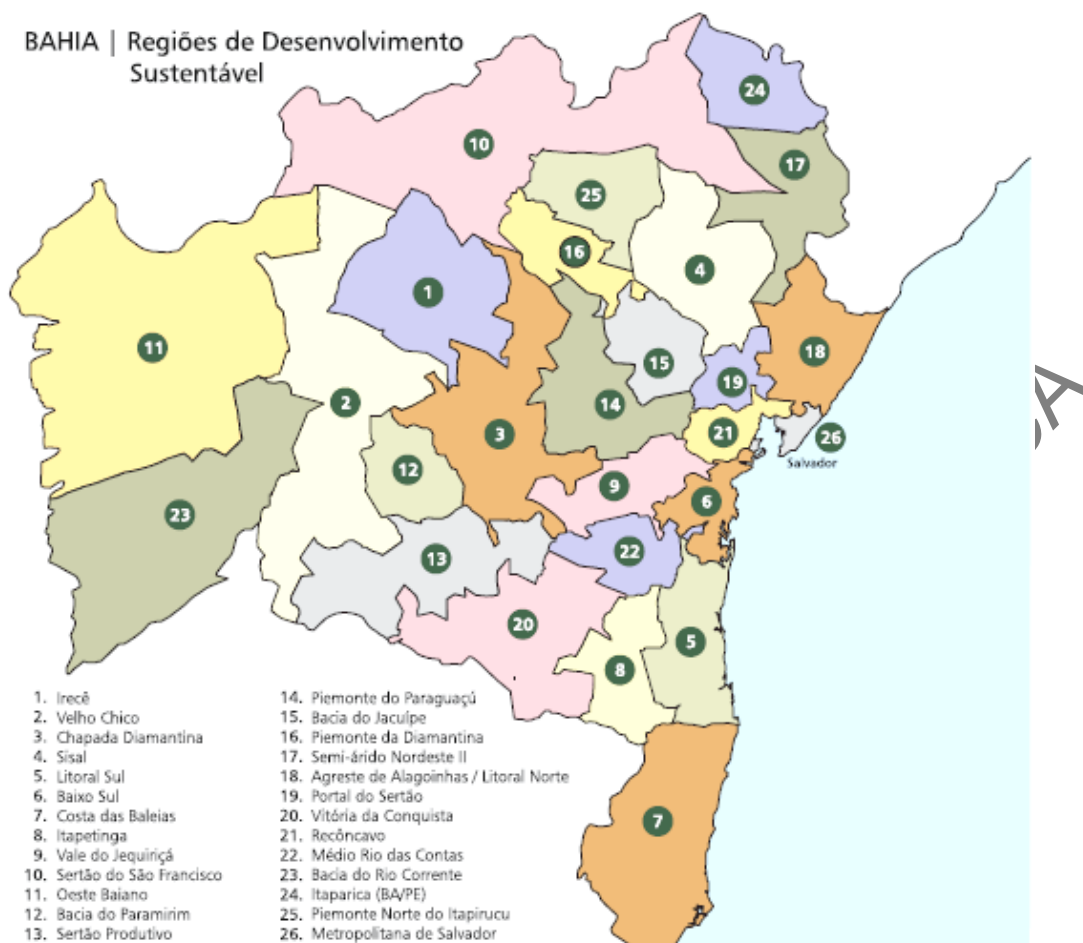 BAHIA | Regiões de Desenvolvimento
Sustentável
24
10
17
25
16
4
1
11
18
15
19
2
14
3
21
26
Salvador
12
9
6
23
22
13
20
5
8
7
1. Irecê
2. Velho Chico
3. Chapada Diamantina
4. Sisal
5. Litoral Sul
6. Baixo Sul
7. Costa das Baleias
8. Itapetinga
9. Vale do Jequiriçá
10. Sertão do São Francisco
11. Oeste Baiano
12. Bacia do Paramirim
13. Sertão Produtivo
14. Piemonte do Paraguaçú
15. Bacia do Jacuípe
16. Piemonte da Diamantina
17. Semi-árido Nordeste II
18. Agreste de Alagoinhas / Litoral Norte
19. Portal do Sertão
20. Vitória da Conquista
21. Recôncavo
22. Médio Rio das Contas
23. Bacia do Rio Corrente
24. Itaparica (BA/PE)
25. Piemonte Norte do Itapirucu
26. Metropolitana de Salvador